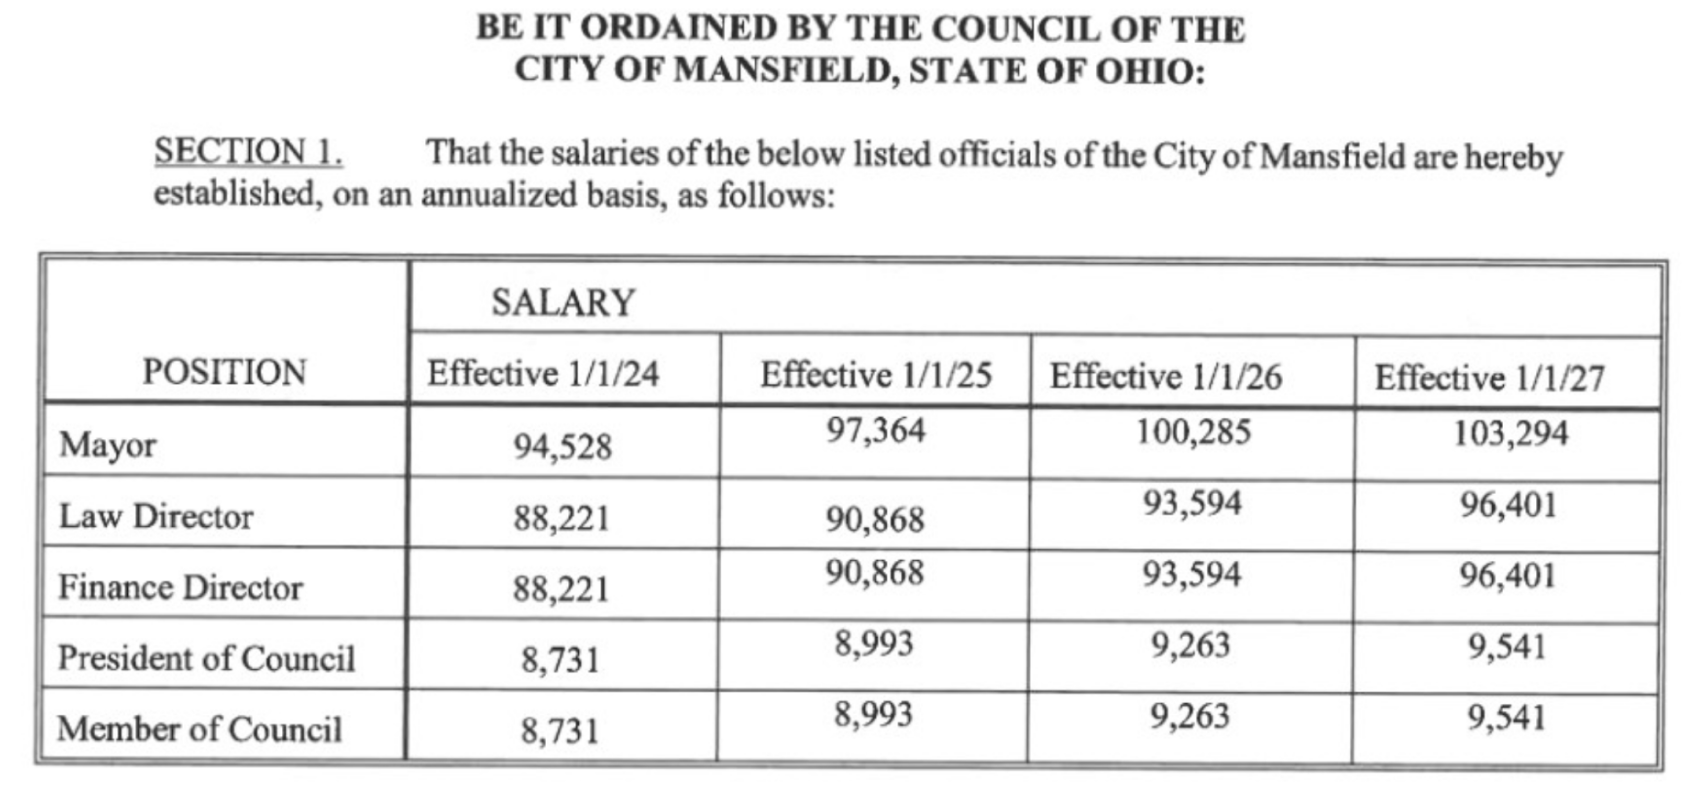 BE IT ORDAINED BY THE COUNCIL OF THE
CITY OF MANSFIELD, STATE OF OHIO:
SECTION 1. That the salaries of the below listed officials of the City of Mansfield are hereby
established, on an annualized basis, as follows:
SALARY
POSITION Effective 1/1/24 Effective 1/1/25 Effective 1/1/26 Effective 1/1/27
Mayor 94,528 97,364 100,285 103,294
Law Director 88,221 90,868 93,594 96,401
Finance Director 88,221 90,868 93,594 96,401
President of Council 8,731 8,993 9,263 9,541
Member of Council 8,731 8,993 9,263 9,541